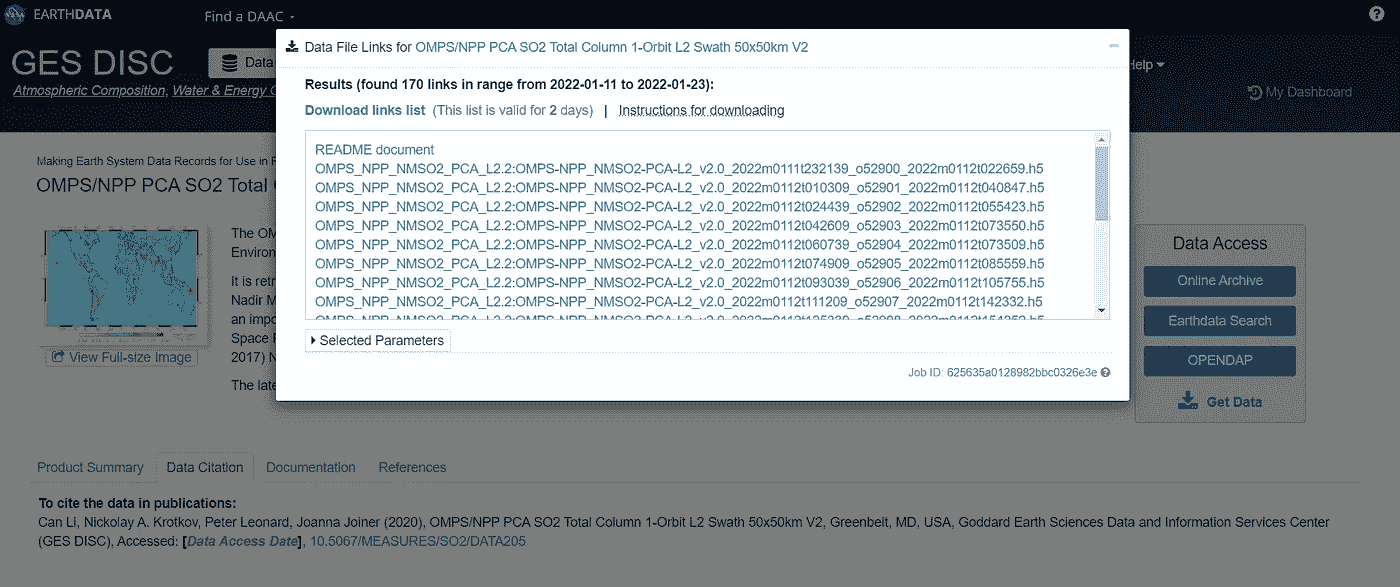 EARTHDATA
Find a DAAC
Data File Links for OMPS/NPP PCA SO2 Total Column 1-Orbit L2 Swath 50x50km V2
GES DISC
Data
Help
Results (found 170 links in range from 2022-01-11 to 2022-01-23):
Atmospheric Composition, Water & Energy C
My Dashboard
Download links list (This list is valid for 2 days) | Instructions for downloading
README document
OMPS_NPP_NMSO2_PCA_L2.2:OMPS-NPP_NMSO2-PCA-L2_v2.0_2022m0111t232139_o52900_2022m0112t022659.h5
OMPS_NPP_NMSO2_PCA_L2.2:OMPS-NPP_NMSO2-PCA-L2_v2.0_2022m0112t010309_o52901_2022m0112t040847.h5
OMPS_NPP_NMSO2_PCA_L2.2:OMPS-NPP_NMSO2-PCA-L2_v2.0_2022m0112t024439_o52902_2022m0112t055423.h5
OMPS_NPP_NMSO2_PCA_L2.2:OMPS-NPP_NMSO2-PCA-L2_v2.0_2022m0112t042609_o52903_2022m0112t073550.h5
OMPS_NPP_NMSO2_PCA_L2.2:OMPS-NPP_NMSO2-PCA-L2_v2.0_2022m0112t060739_o52904_2022m0112t073509.h5
OMPS_NPP_NMSO2_PCA_L2.2:OMPS-NPP_NMSO2-PCA-L2_v2.0_2022m0112t074909_o52905_2022m0112t085559.h5
OMPS_NPP_NMSO2_PCA_L2.2:OMPS-NPP_NMSO2-PCA-L2_v2.0_2022m0112t093039_o52906_2022m0112t105755.h5
OMPS_NPP_NMSO2_PCA_L2.2:OMPS-NPP_NMSO2-PCA-L2_v2.0_2022m0112t111209_o52907_2022m0112t142332.h5
Selected Parameters
Job ID: 625635a0128982bbc0326e3e
Making Earth System Data Records for Use in
OMPS/NPP PCA SO2 Total
The OM
Environ
It is retr
Nadir M
an impo
Space
2017) N
The late
View Full-size Image
Data Access
Online Archive
Earthdata Search
OPENDAP
Get Data
Product Summary
Data Citation
Documentation
References
To cite the data in publications:
Can Li, Nickolay A. Krotkov, Peter Leonard, Joanna Joiner (2020), OMPS/NPP PCA SO2 Total Column 1-Orbit L2 Swath 50x50km V2, Greenbelt, MD, USA, Goddard Earth Sciences Data and Information Services Center
(GES DISC), Accessed: [Data Access Date], 10.5067/MEASURES/SO2/DATA205